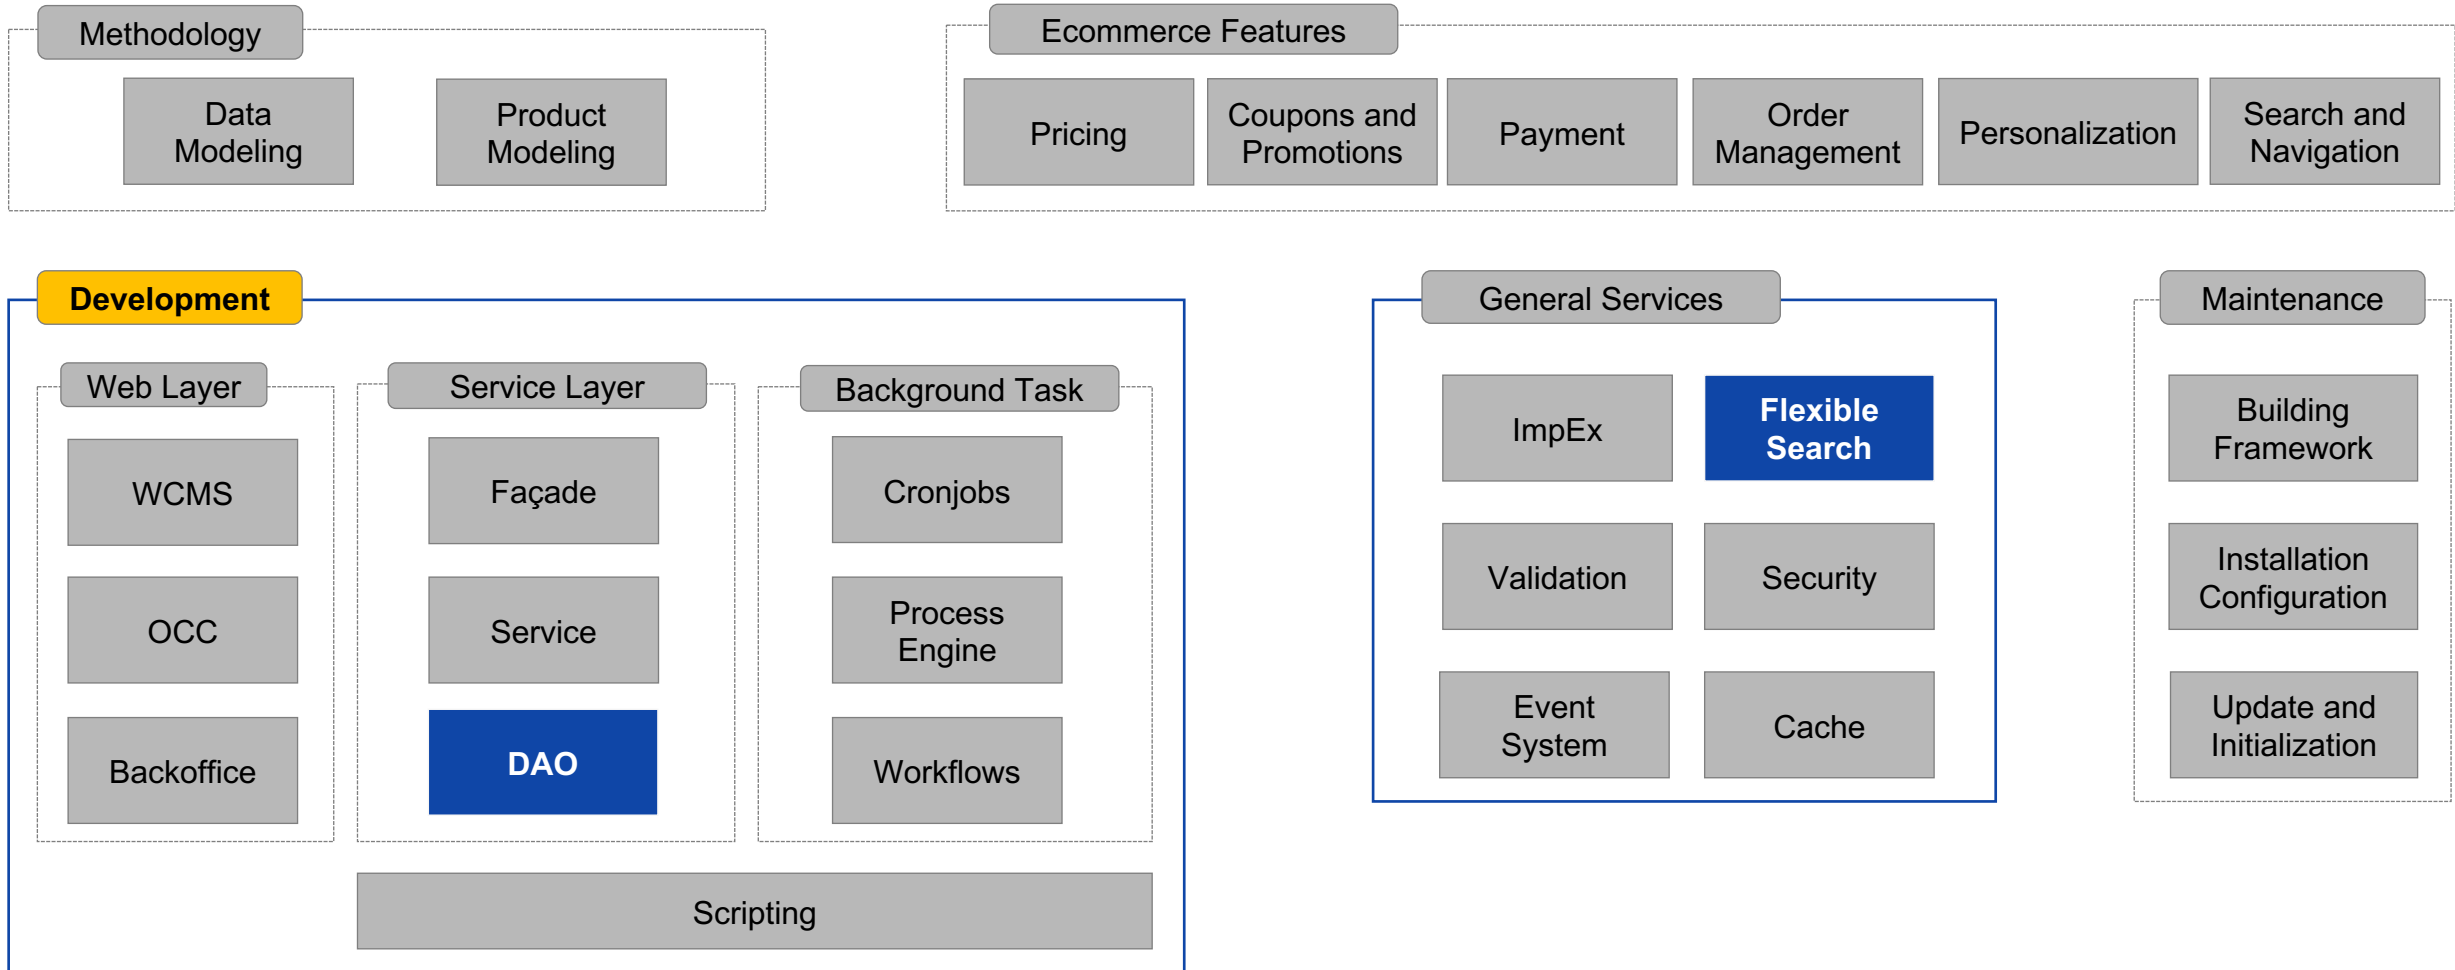 Methodology
Data
Modeling
Product
Modeling
Ecommerce Features
Pricing
Coupons and
Promotions
Payment
Order
Management
Personalization
Search and
Navigation
Development
Web Layer
WCMS
OCC
Backoffice
Service Layer
Façade
Service
DAO
Background Task
Cronjobs
Process
Engine
Workflows
Scripting
General Services
ImpEx
Flexible
Search
Validation
Security
Event
System
Cache
Maintenance
Building
Framework
Installation
Configuration
Update and
Initialization